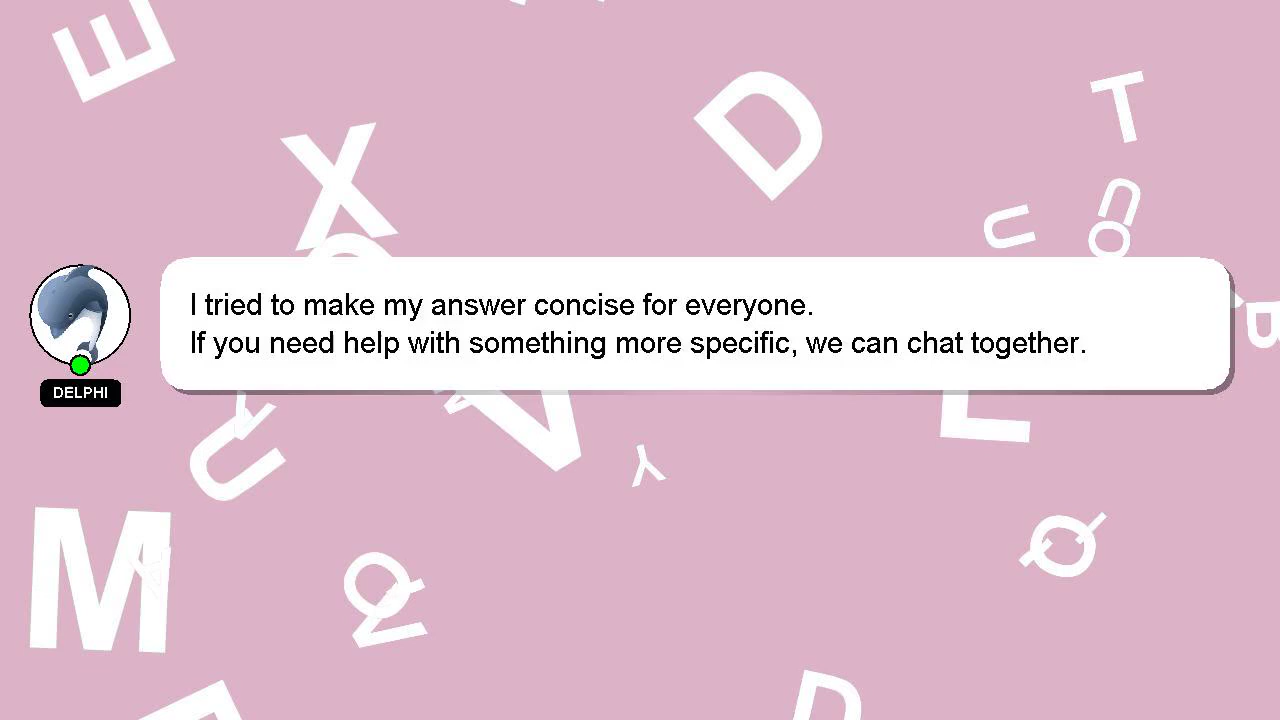 I tried to make my answer concise for everyone.
If you need help with something more specific, we can chat together.
DELPHI